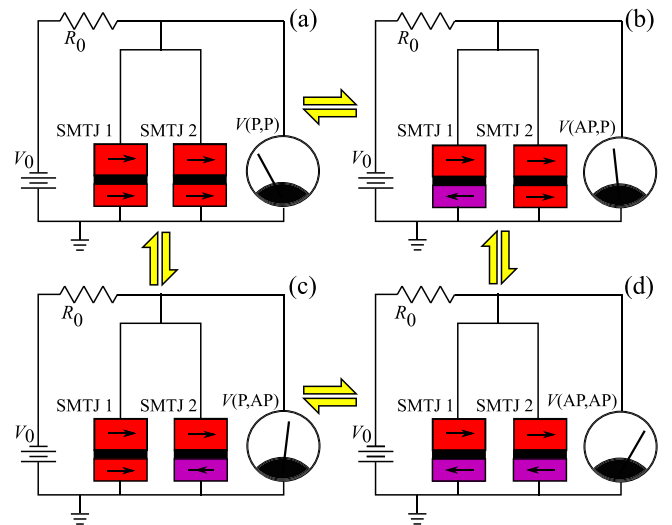 (a)
R0
SMTJ 1
SMTJ 2
V(P,P)
V0
(b)
R0
SMTJ 1
SMTJ 2
V(AP,P)
V0
(c)
R0
SMTJ 1
SMTJ 2
V(P,AP)
V0
(d)
R0
SMTJ 1
SMTJ 2
V(AP,AP)
V0